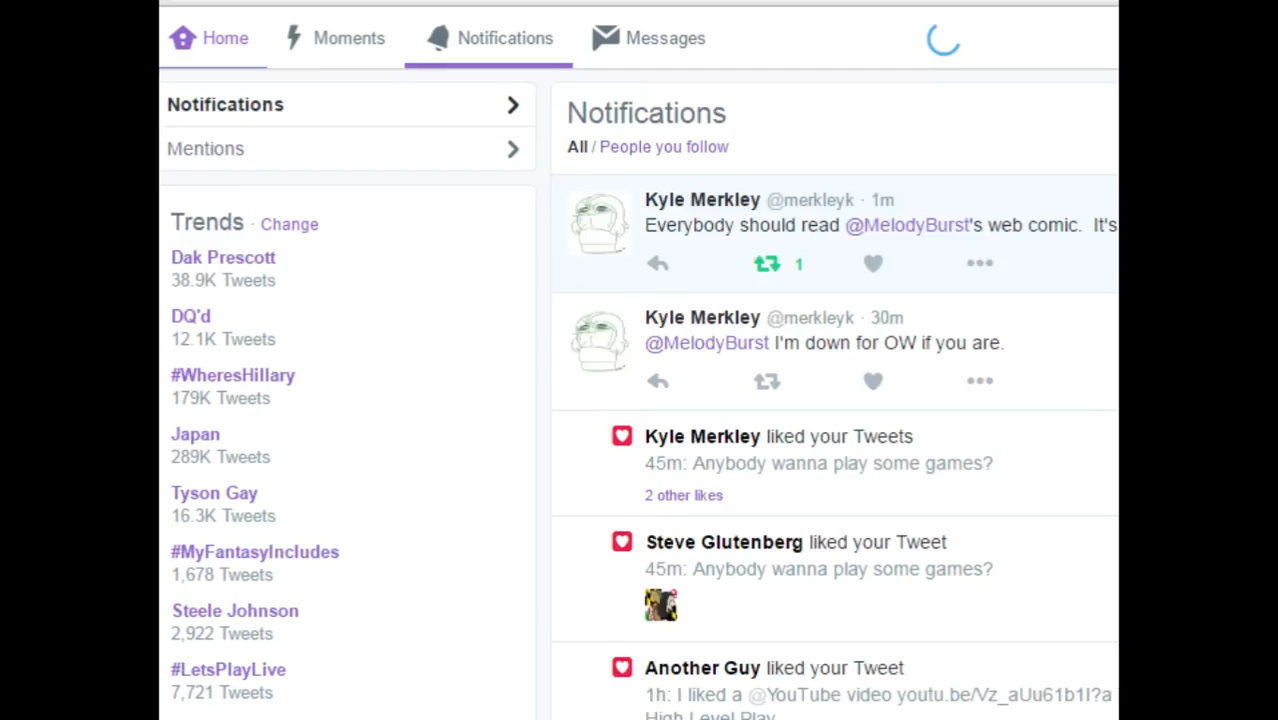 Home Moments Notifications Messages
Notifications
Mentions
Trends · Change
Dak Prescott
38.9K Tweets
DQ'd
12.1K Tweets
#WheresHillary
179K Tweets
Japan
289K Tweets
Tyson Gay
16.3K Tweets
#MyFantasyIncludes
1,678 Tweets
Steele Johnson
2,922 Tweets
#LetsPlayLive
7,721 Tweets
Notifications
All / People you follow
Kyle Merkley @merkleyk · 1m
Everybody should read @MelodyBurst's web comic. It's
1
Kyle Merkley @merkleyk · 30m
@MelodyBurst I'm down for OW if you are.
Kyle Merkley liked your Tweets
45m: Anybody wanna play some games?
2 other likes
Steve Glutenberg liked your Tweet
45m: Anybody wanna play some games?
Another Guy liked your Tweet
1h: I liked a @YouTube video youtu.be/Vz_aUu61b1I?a
High Level Play